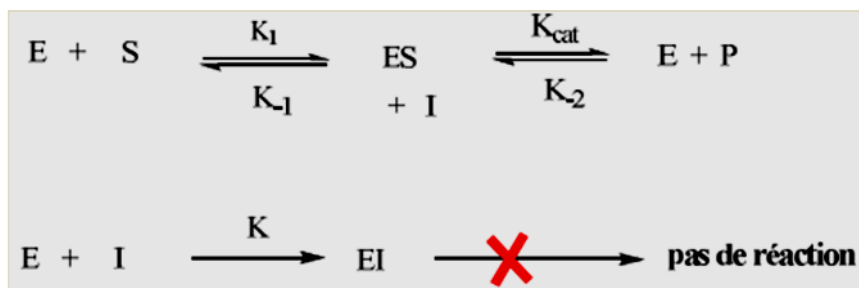 K1 Kcat
E + S ES E + P
K-1 + I K-2
K
E + I EI pas de réaction